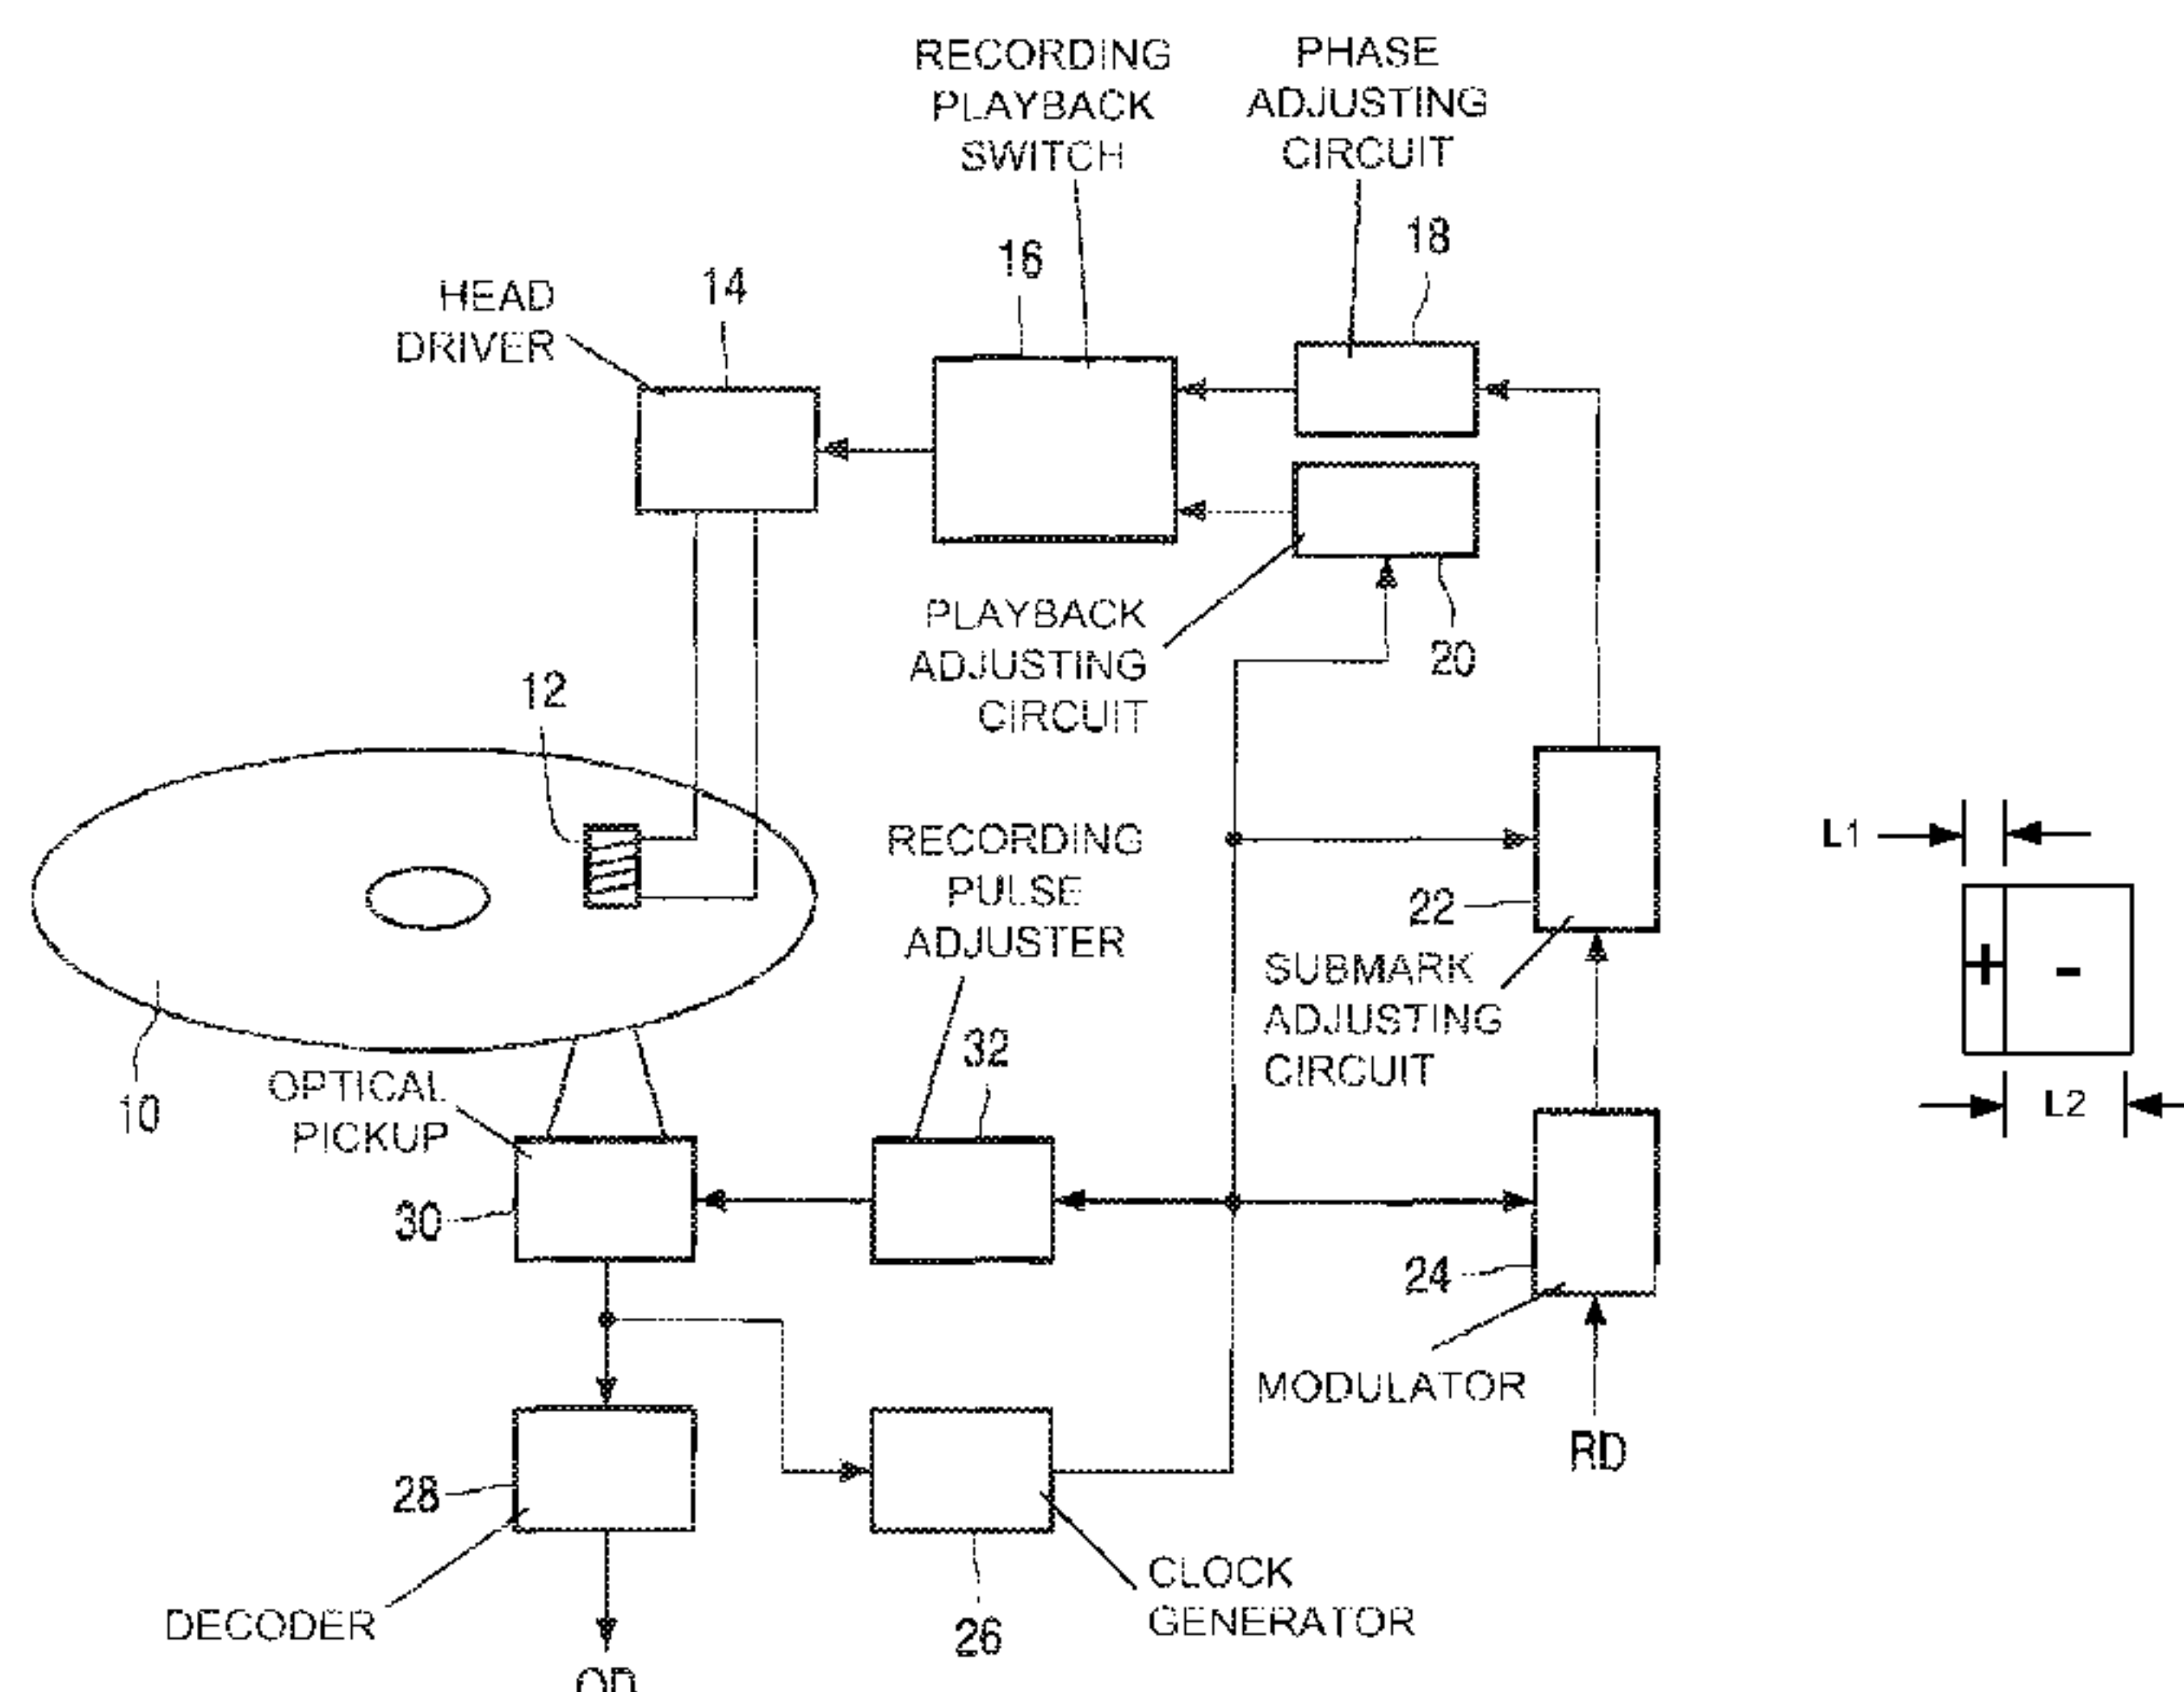 RECORDING
PLAYBACK
SWITCH
PHASE
ADJUSTING
CIRCUIT
18
16
14
HEAD
DRIVER
PLAYBACK
ADJUSTING
CIRCUIT
20
12
RECORDING
PULSE
ADJUSTER
L1
22
SUBMARK
ADJUSTING
CIRCUIT
+
-
32
10
OPTICAL
PICKUP
L2
30
24
MODULATOR
RD
28
DECODER
26
CLOCK
GENERATOR